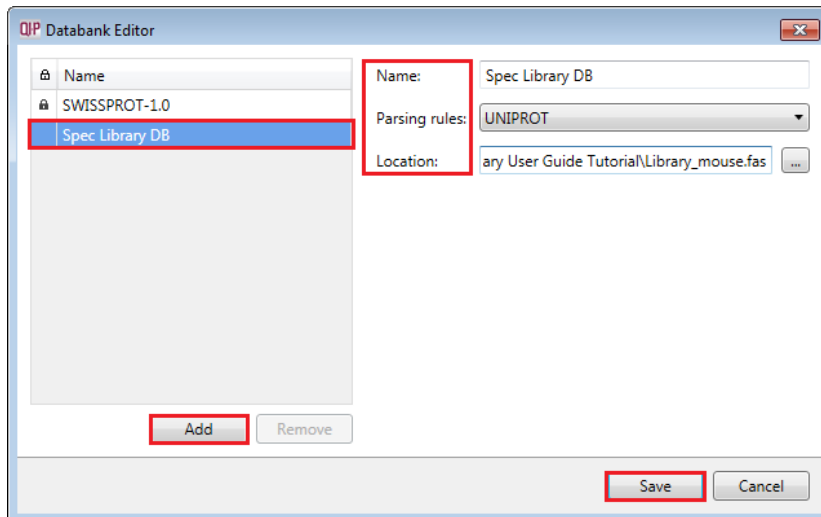 QIP Databank Editor
Name
SWISSPROT-1.0
Spec Library DB
Add Remove
Name: Spec Library DB
Parsing rules: UNIPROT
Location: ary User Guide Tutorial\Library_mouse.fas ...
Save Cancel